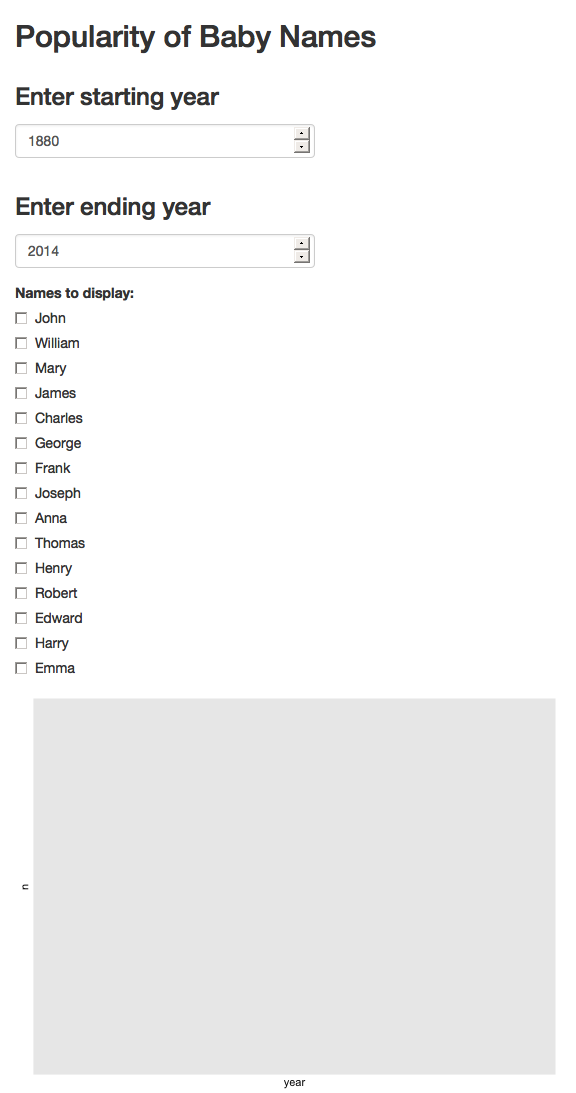 Popularity of Baby Names
Enter starting year
1880
Enter ending year
2014
Names to display:
John
William
Mary
James
Charles
George
Frank
Joseph
Anna
Thomas
Henry
Robert
Edward
Harry
Emma
n
year